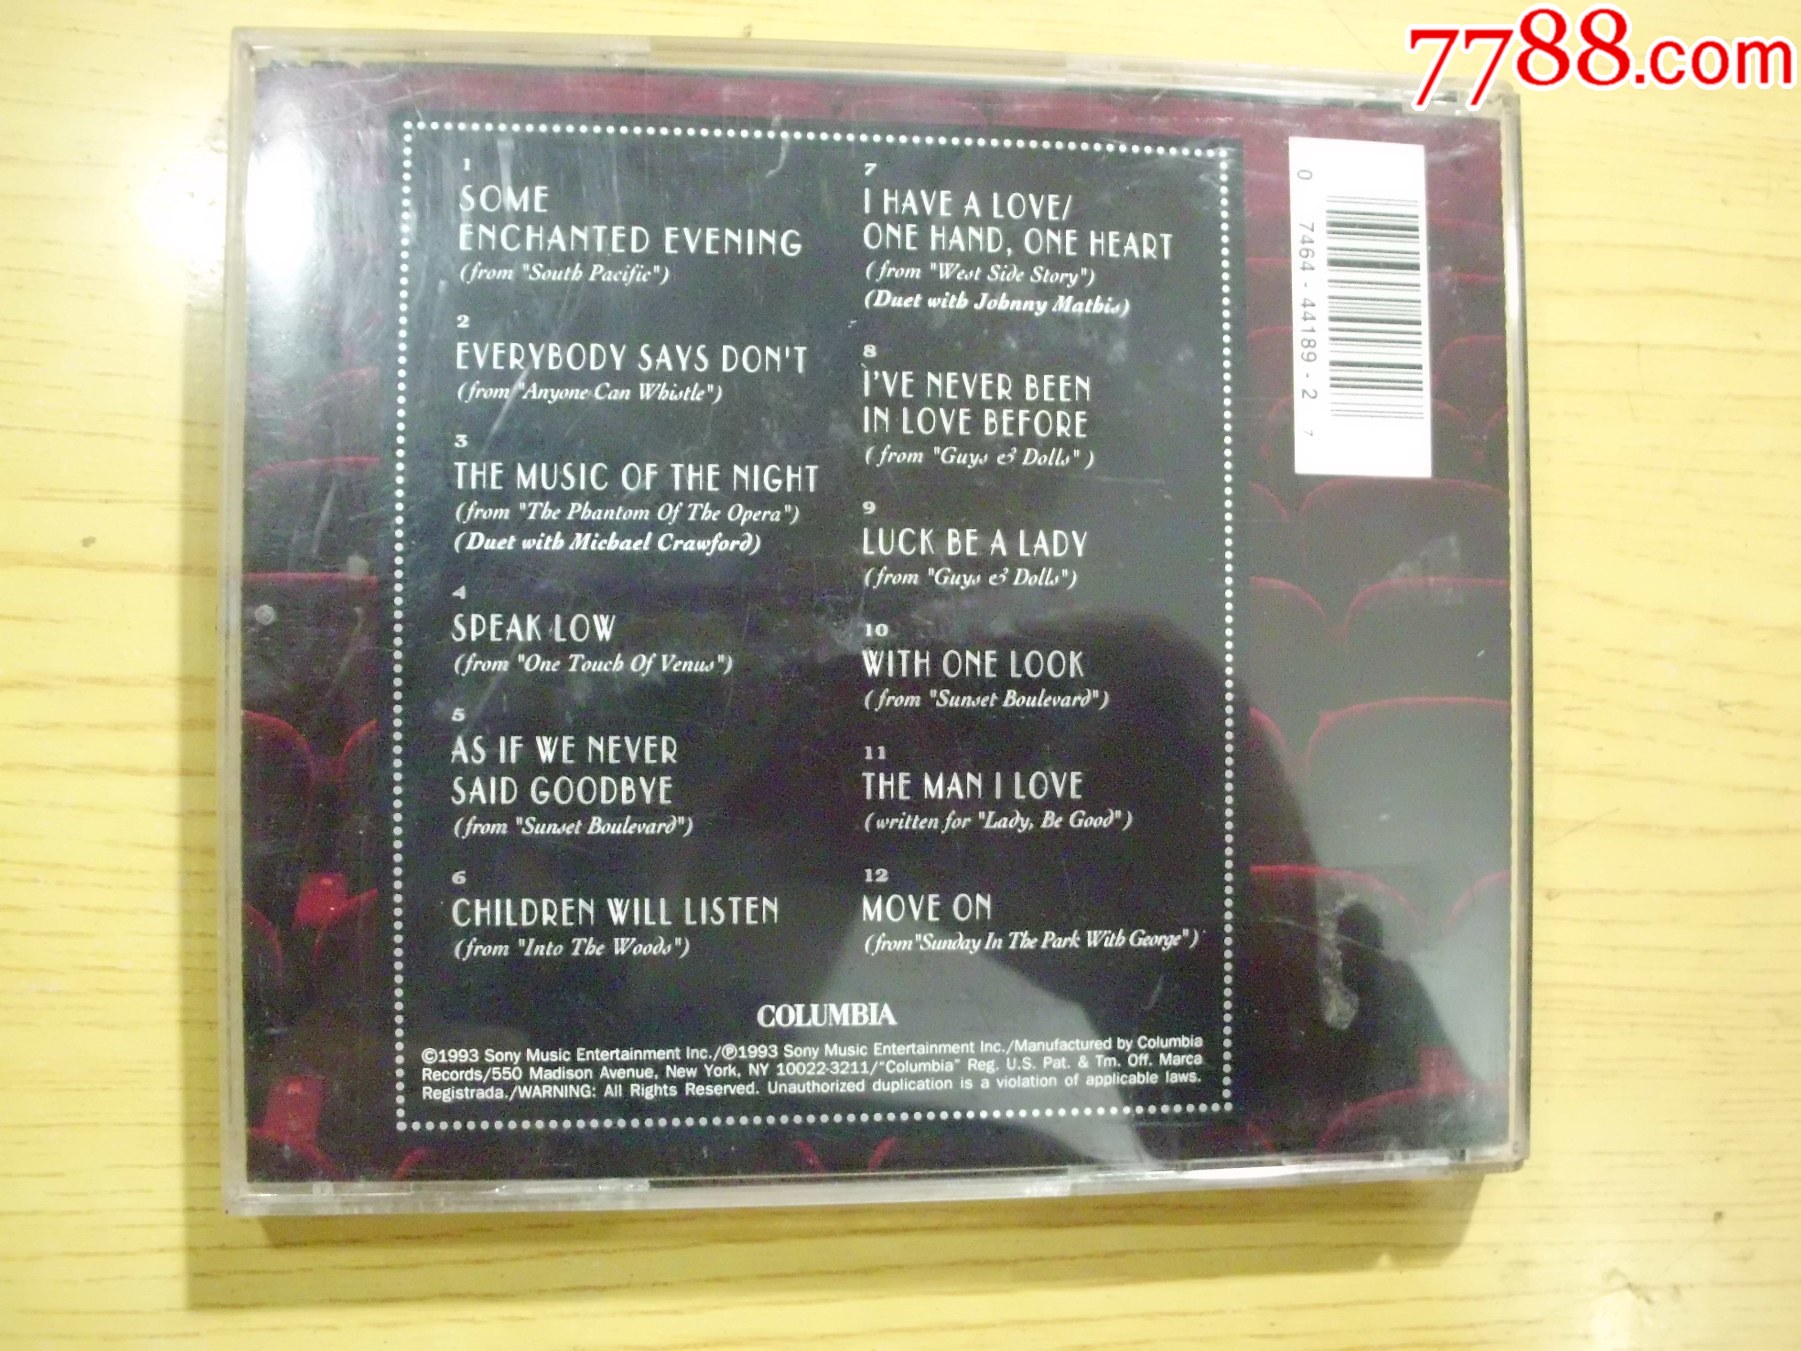 7788.com
1
SOME
ENCHANTED EVENING
(from "South Pacific")
2
EVERYBODY SAYS DON'T
(from "Anyone Can Whistle")
3
THE MUSIC OF THE NIGHT
(from "The Phantom Of The Opera")
(Duet with Michael Crawford)
4
SPEAK LOW
(from "One Touch Of Venus")
5
AS IF WE NEVER
SAID GOODBYE
(from "Sunset Boulevard")
6
CHILDREN WILL LISTEN
(from "Into The Woods")
7
I HAVE A LOVE/
ONE HAND, ONE HEART
(from "West Side Story")
(Duet with Johnny Mathis)
8
I'VE NEVER BEEN
IN LOVE BEFORE
(from "Guys & Dolls")
9
LUCK BE A LADY
(from "Guys & Dolls")
10
WITH ONE LOOK
(from "Sunset Boulevard")
11
THE MAN I LOVE
(written for "Lady, Be Good")
12
MOVE ON
(from "Sunday In The Park With George")
COLUMBIA
©1993 Sony Music Entertainment Inc./℗1993 Sony Music Entertainment Inc./Manufactured by Columbia
Records/550 Madison Avenue, New York, NY 10022-3211/"Columbia" Reg. U.S. Pat. & Tm. Off. Marca
Registrada./WARNING: All Rights Reserved. Unauthorized duplication is a violation of applicable laws.
0 7464-44189-2 7